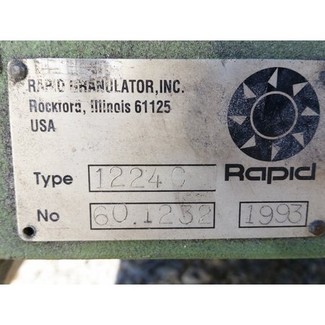 RAPID GRANULATOR, INC.
Rockford, Illinois 61125
USA
Type 1224C
Rapid
No 60.1232 1993